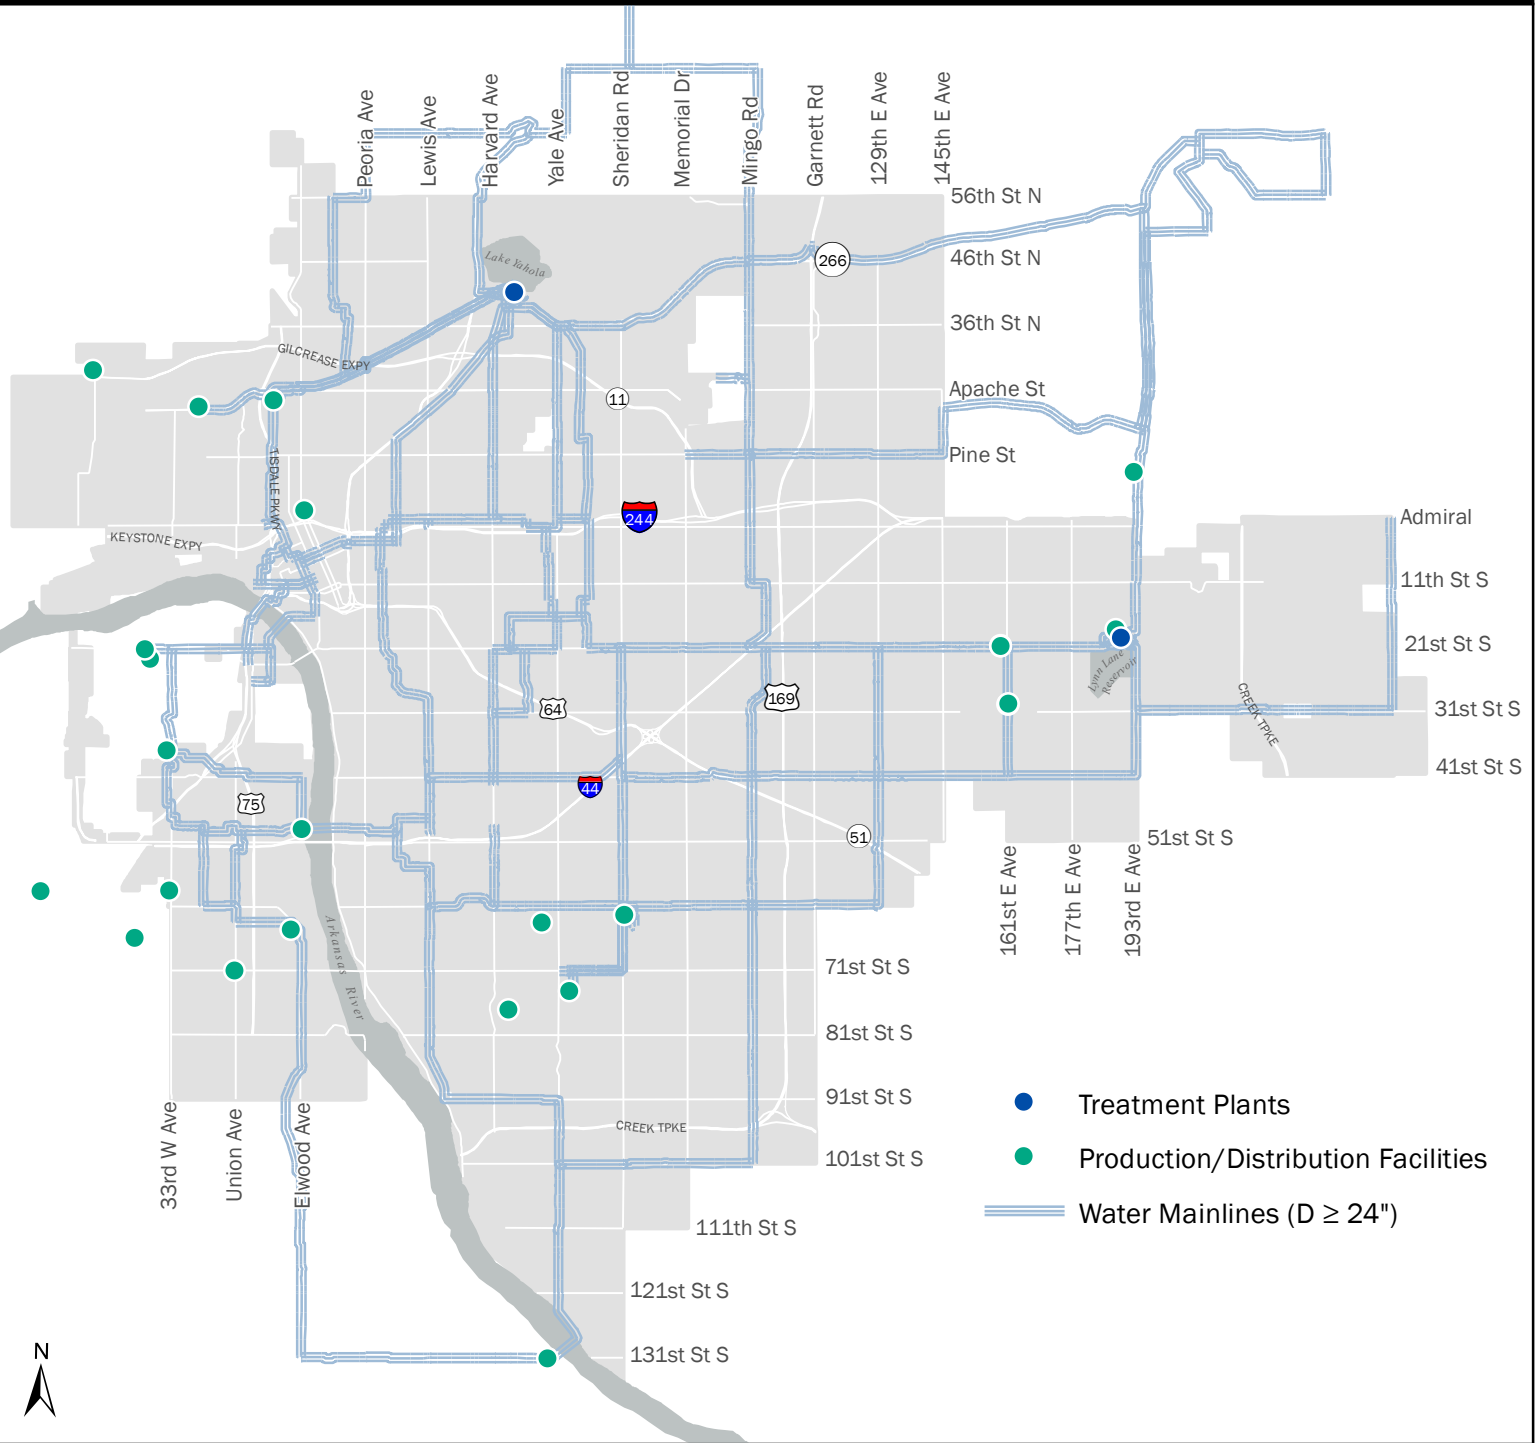 Peoria Ave
Lewis Ave
Harvard Ave
Yale Ave
Sheridan Rd
Memorial Dr
Mingo Rd
Garnett Rd
129th E Ave
145th E Ave
56th St N
Lake Yahola
266
46th St N
36th St N
GILCREASE EXPY
11
Apache St
TISDALE PKWY
Pine St
244
Admiral
KEYSTONE EXPY
11th St S
21st St S
Lynn Lane
Reservoir
64
169
CREEK TPKE
31st St S
41st St S
44
75
51
51st St S
161st E Ave
177th E Ave
193rd E Ave
Arkansas River
71st St S
81st St S
91st St S
CREEK TPKE
101st St S
33rd W Ave
Union Ave
Elwood Ave
111th St S
121st St S
131st St S
Treatment Plants
Production/Distribution Facilities
Water Mainlines (D ≥ 24")
N